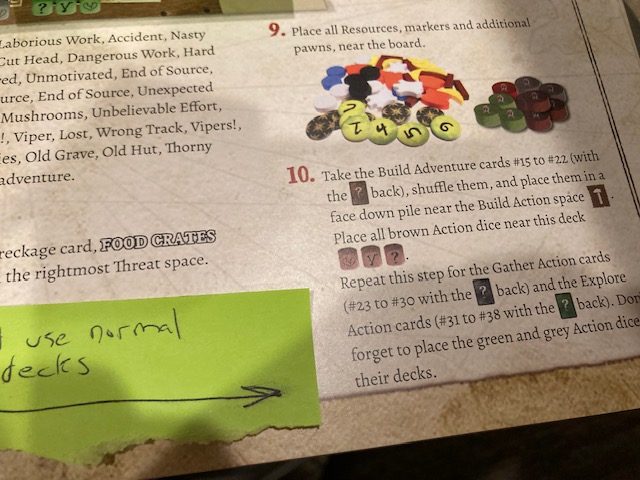 Laborious Work, Accident, Nasty
Cut Head, Dangerous Work, Hard
ed, Unmotivated, End of Source,
urce, End of Source, Unexpected
Mushrooms, Unbelievable Effort,
!, Viper, Lost, Wrong Track, Vipers!,
es, Old Grave, Old Hut, Thorny
adventure.
reckage card, FOOD CRATES
the rightmost Threat space.
use normal
decks
9. Place all Resources, markers and additional
pawns, near the board.
1 4 5 6
10. Take the Build Adventure cards #15 to #22 (with
the ? back), shuffle them, and place them in a
face down pile near the Build Action space
Place all brown Action dice near this deck
?
Repeat this step for the Gather Action cards
(#23 to #30 with the ? back) and the Explore
Action cards (#31 to #38 with the ? back). Don
forget to place the green and grey Action dice
their decks.